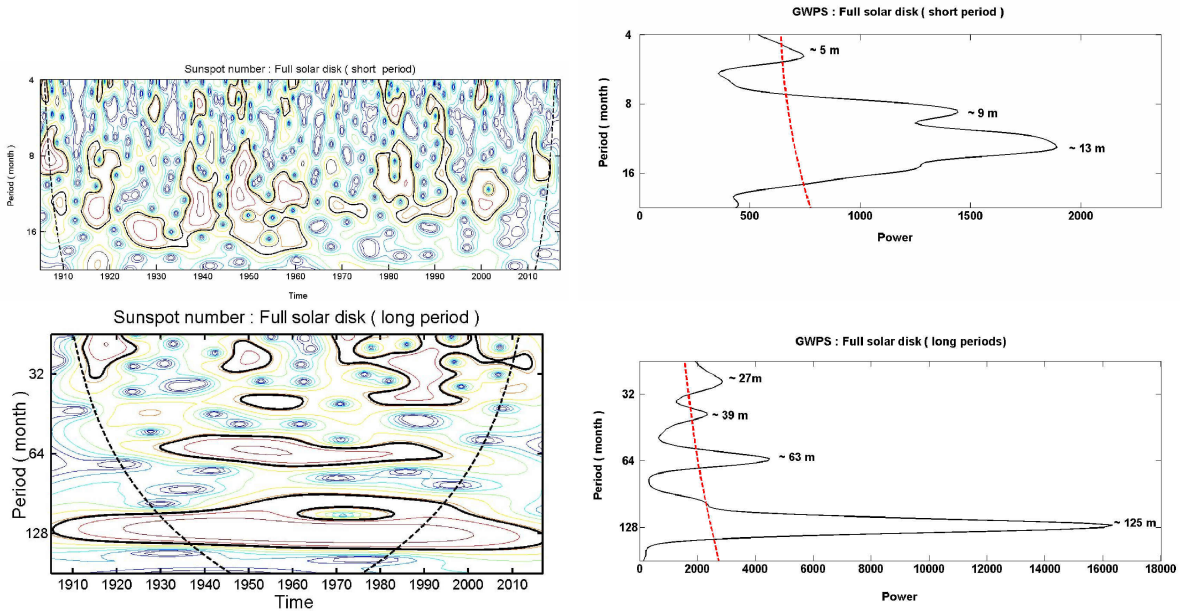 Sunspot number : Full solar disk ( short period )
Period ( month )
4
8
16
1910 1920 1930 1940 1950 1960 1970 1980 1990 2000 2010
Time
GWPS : Full solar disk ( short period )
Period ( month )
4
8
16
~ 5 m
~ 9 m
~ 13 m
0 500 1000 1500 2000
Power
Sunspot number : Full solar disk ( long period )
Period ( month )
32
64
128
1910 1920 1930 1940 1950 1960 1970 1980 1990 2000 2010
Time
GWPS : Full solar disk ( long periods)
Period ( month )
32
64
128
~ 27m
~ 39 m
~ 63 m
~ 125 m
0 2000 4000 6000 8000 10000 12000 14000 16000 18000
Power